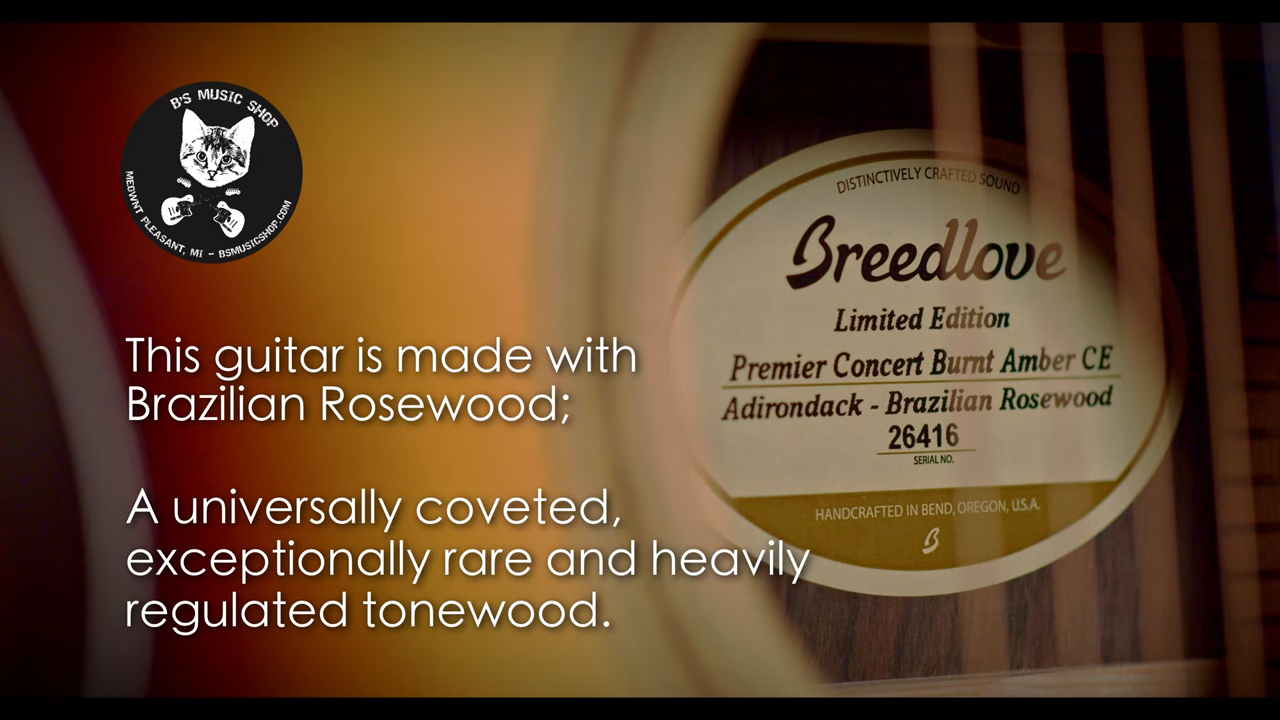 B'S MUSIC SHOP
MEOWNT PLEASANT, MI - BSMUSICSHOP.COM
This guitar is made with
Brazilian Rosewood;
A universally coveted,
exceptionally rare and heavily
regulated tonewood.
DISTINCTIVELY CRAFTED SOUND
Breedlove
Limited Edition
Premier Concert Burnt Amber CE
Adirondack - Brazilian Rosewood
26416
SERIAL NO.
HANDCRAFTED IN BEND, OREGON, U.S.A.
B